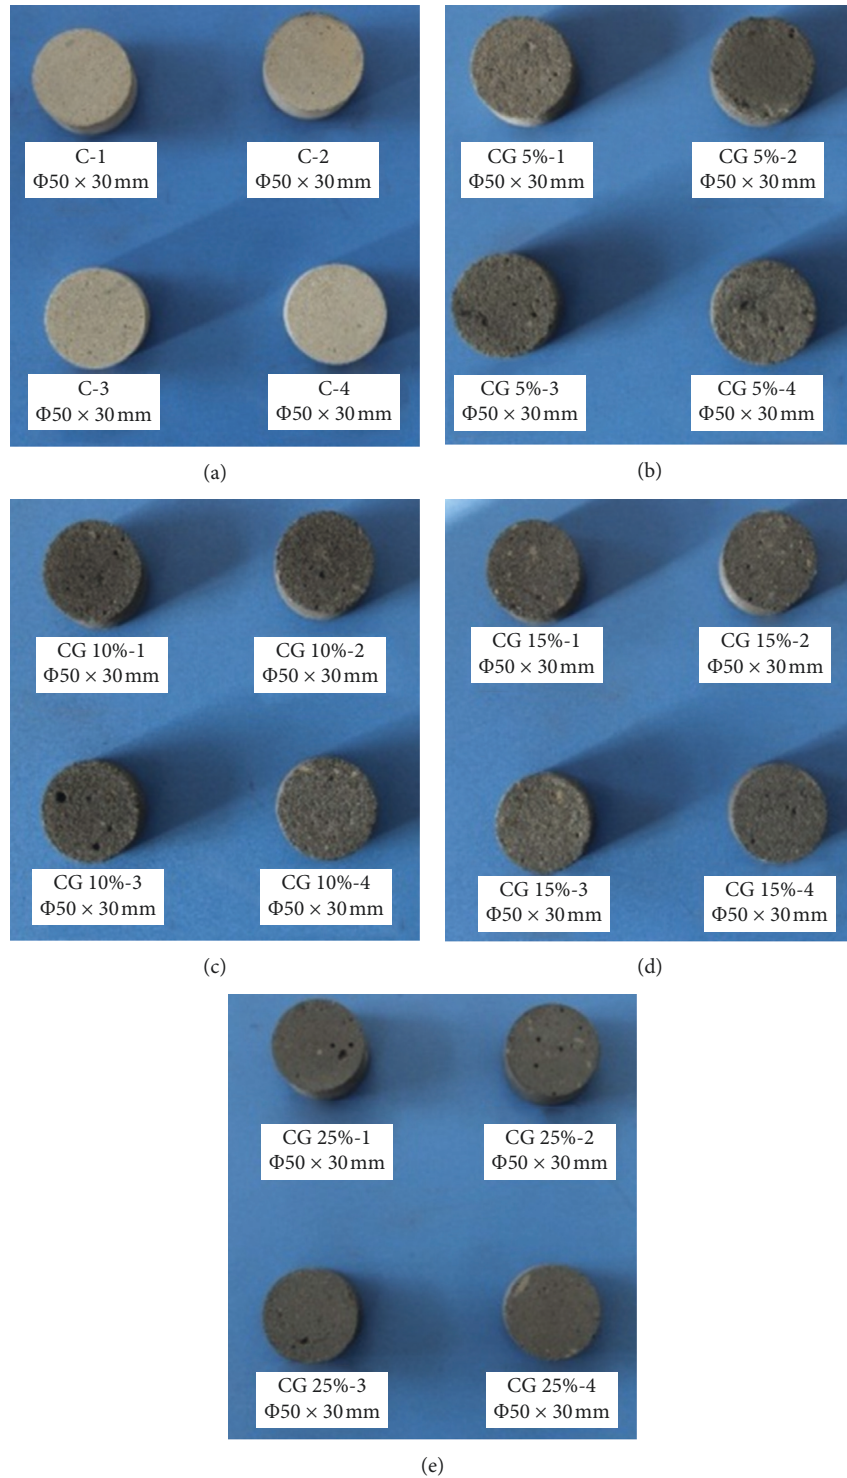 C-1
Φ50 × 30 mm
C-2
Φ50 × 30 mm
C-3
Φ50 × 30 mm
C-4
Φ50 × 30 mm
(a)
CG 5%-1
Φ50 × 30 mm
CG 5%-2
Φ50 × 30 mm
CG 5%-3
Φ50 × 30 mm
CG 5%-4
Φ50 × 30 mm
(b)
CG 10%-1
Φ50 × 30 mm
CG 10%-2
Φ50 × 30 mm
CG 10%-3
Φ50 × 30 mm
CG 10%-4
Φ50 × 30 mm
(c)
CG 15%-1
Φ50 × 30 mm
CG 15%-2
Φ50 × 30 mm
CG 15%-3
Φ50 × 30 mm
CG 15%-4
Φ50 × 30 mm
(d)
CG 25%-1
Φ50 × 30 mm
CG 25%-2
Φ50 × 30 mm
CG 25%-3
Φ50 × 30 mm
CG 25%-4
Φ50 × 30 mm
(e)